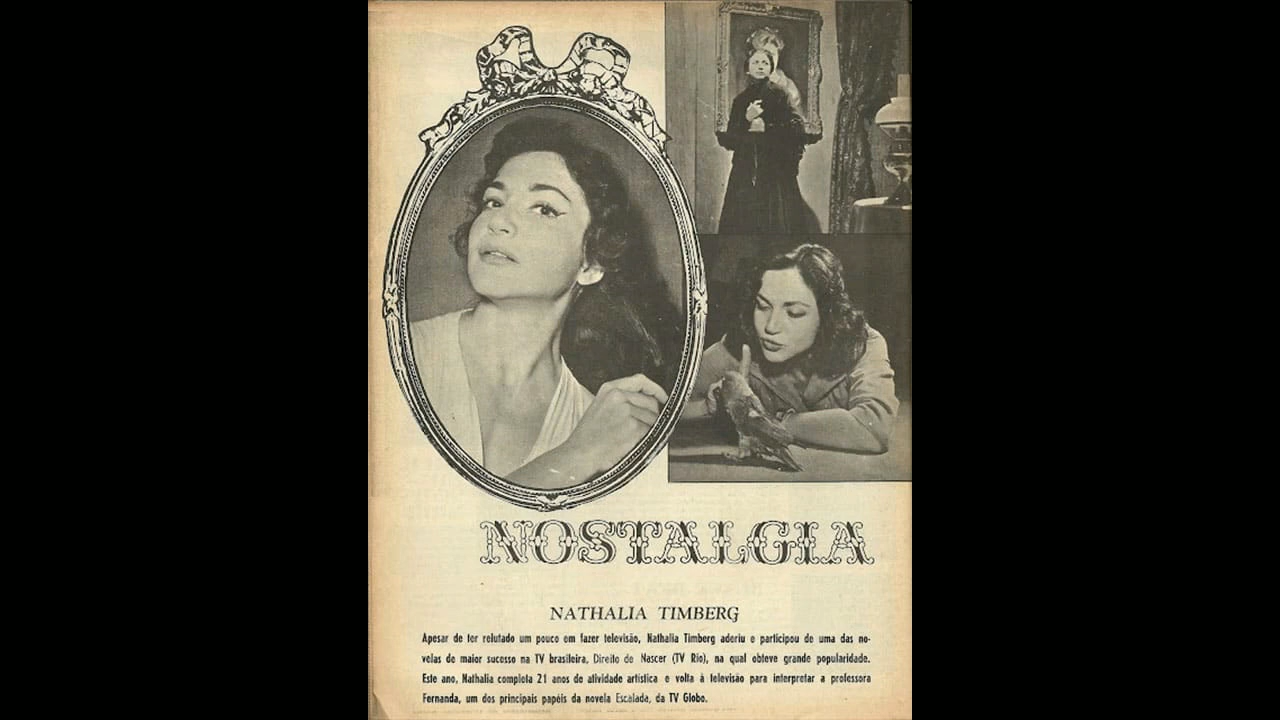 NOSTALGIA
NATHALIA TIMBERG
Apesar de ter relutado um pouco em fazer televisão, Nathalia Timberg aderiu e participou de uma das no-
velas de maior sucesso na TV brasileira, Direito de Nascer (TV Rio), na qual obteve grande popularidade.
Este ano, Nathalia completa 21 anos de atividade artística e volta à televisão para interpretar a professora
Fernanda, um dos principais papéis da novela Escalada, da TV Globo.